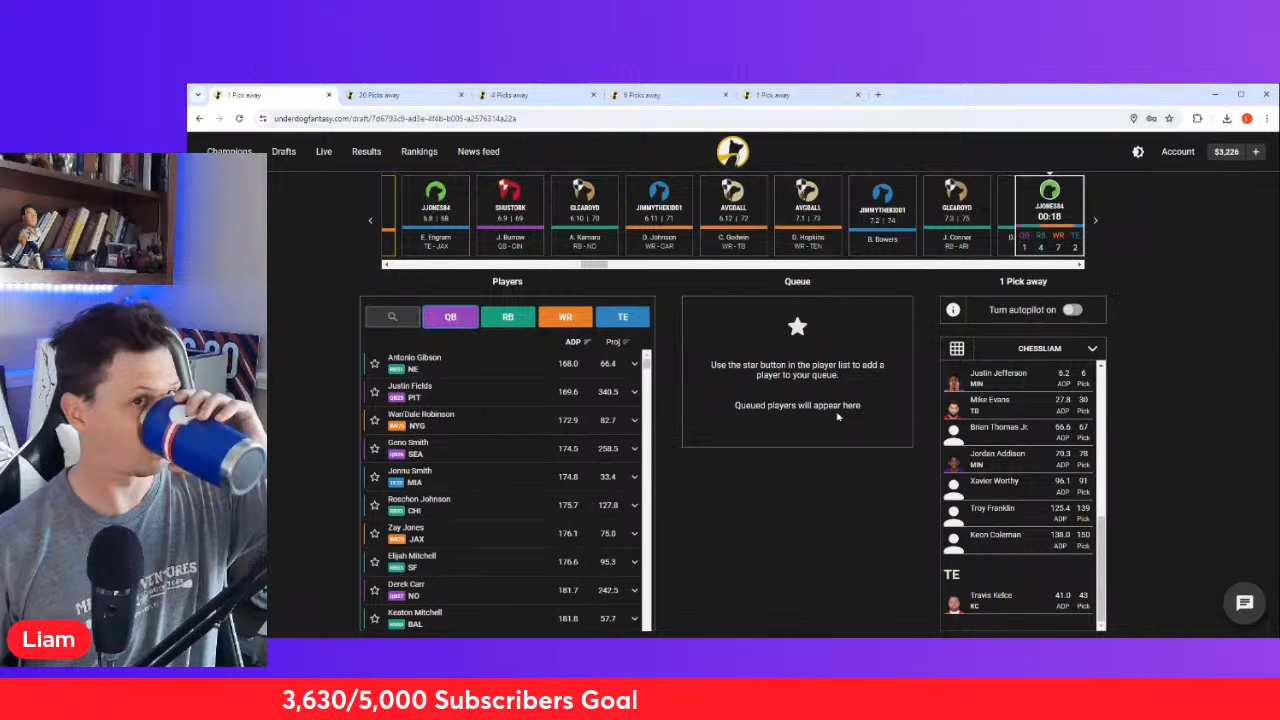 1 Pick away
20 Picks away
4 Picks away
5 Picks away
1 Pick away
underdogfantasy.com/draft/7d6793c9-ad3e-4f4b-b005-a2576314a22a
Champions
Drafts
Live
Results
Rankings
News feed
Account
$3,226
JJONES84
6.8 | 68
E. Engram
TE - JAX
SHUSTORK
6.9 | 69
J. Burrow
QB - CIN
GLEAROYD
6.10 | 70
A. Kamara
RB - NO
JIMMYTHEKID01
6.11 | 71
D. Johnson
WR - CAR
AVGBALL
6.12 | 72
C. Godwin
WR - TB
AVGBALL
7.1 | 73
D. Hopkins
WR - TEN
JIMMYTHEKID01
7.2 | 74
B. Bowers
GLEAROYD
7.3 | 75
J. Conner
RB - ARI
JJONES84
00:18
QB RB WR TE
1 4 7 2
Players
Queue
1 Pick away
QB
RB
WR
TE
ADP
Proj
Antonio Gibson
NE
168.0 66.4
Justin Fields
PIT
169.6 340.5
Wan'Dale Robinson
NYG
172.9 82.7
Geno Smith
SEA
174.5 258.5
Jonnu Smith
MIA
174.8 33.4
Roschon Johnson
CHI
175.7 127.8
Zay Jones
JAX
176.1 75.0
Elijah Mitchell
SF
176.6 95.3
Derek Carr
NO
181.7 242.5
Keaton Mitchell
BAL
181.8 57.7
Use the star button in the player list to add a
player to your queue.
Queued players will appear here
Turn autopilot on
CHESSLIAM
Justin Jefferson 6.2 6
MIN ADP Pick
Mike Evans 27.8 30
TB ADP Pick
Brian Thomas Jr. 66.6 67
ADP Pick
Jordan Addison 70.3 78
MIN ADP Pick
Xavier Worthy 96.1 91
ADP Pick
Troy Franklin 125.4 139
ADP Pick
Keon Coleman 138.0 150
ADP Pick
TE
Travis Kelce 41.0 43
KC ADP Pick
Liam
3,630/5,000 Subscribers Goal